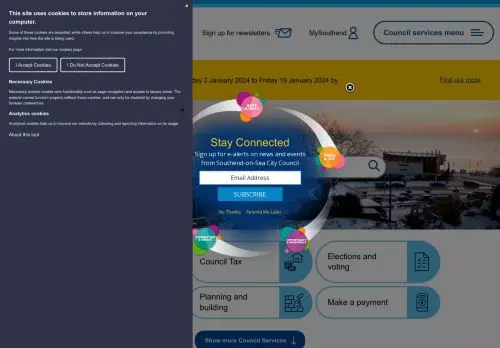 This site uses cookies to store information on your
computer.
Some of these cookies are essential, while others help us to improve your experience by providing
insights into how the site is being used.
For more information visit our cookies page
I Accept Cookies
I Do Not Accept Cookies
Necessary Cookies
Necessary cookies enable core functionality such as page navigation and access to secure areas. The
website cannot function properly without these cookies, and can only be disabled by changing your
browser preferences.
Analytics cookies
Analytical cookies help us to improve our website by collecting and reporting information on its usage.
About this tool
Sign up for newsletters
MySouthend
Council services menu
day 2 January 2024 to Friday 19 January 2024 by
Find out more
SAFE
& WELL
PRIDE
& JOY
Stay Connected
Sign up for e-alerts on news and events
from Southend-on-Sea City Council
Email Address
SUBSCRIBE
No Thanks
Remind Me Later
Council Tax
Elections and
voting
Planning and
building
Make a payment
Show more Council Services